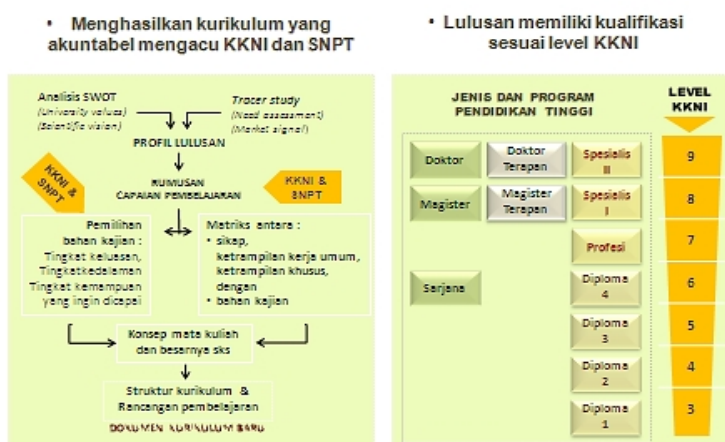 • Menghasilkan kurikulum yang
akuntabel mengacu KKNI dan SNPT
Analisis SWOT
(University values)
(Scientific vision)
Tracer study
(Need assessment)
(Market signal)
PROFIL LULUSAN
KKNI &
SNPT
RUMUSAN
CAPAIAN PEMBELAJARAN
KKNI &
SNPT
Pemilihan
bahan kajian :
Tingkat keluasan,
Tingkatkedalaman
Tingkat kemampuan
yang ingin dicapai
Matriks antara :
• sikap,
ketrampilan kerja umum,
ketrampilan khusus,
dengan
• bahan kajian
Konsep mata kuliah
dan besarnya sks
Struktur kurikulum &
Rancangan pembelajaran
DOKUMEN KURIKULUM BARU
• Lulusan memiliki kualifikasi
sesuai level KKNI
JENIS DAN PROGRAM
PENDIDIKAN TINGGI
LEVEL
KKNI
Doktor
Doktor
Terapan
Spesialis
II
9
Magister
Magister
Terapan
Spesialis
I
8
Profesi
7
Sarjana
Diploma
4
6
Diploma
3
5
Diploma
2
4
Diploma
1
3